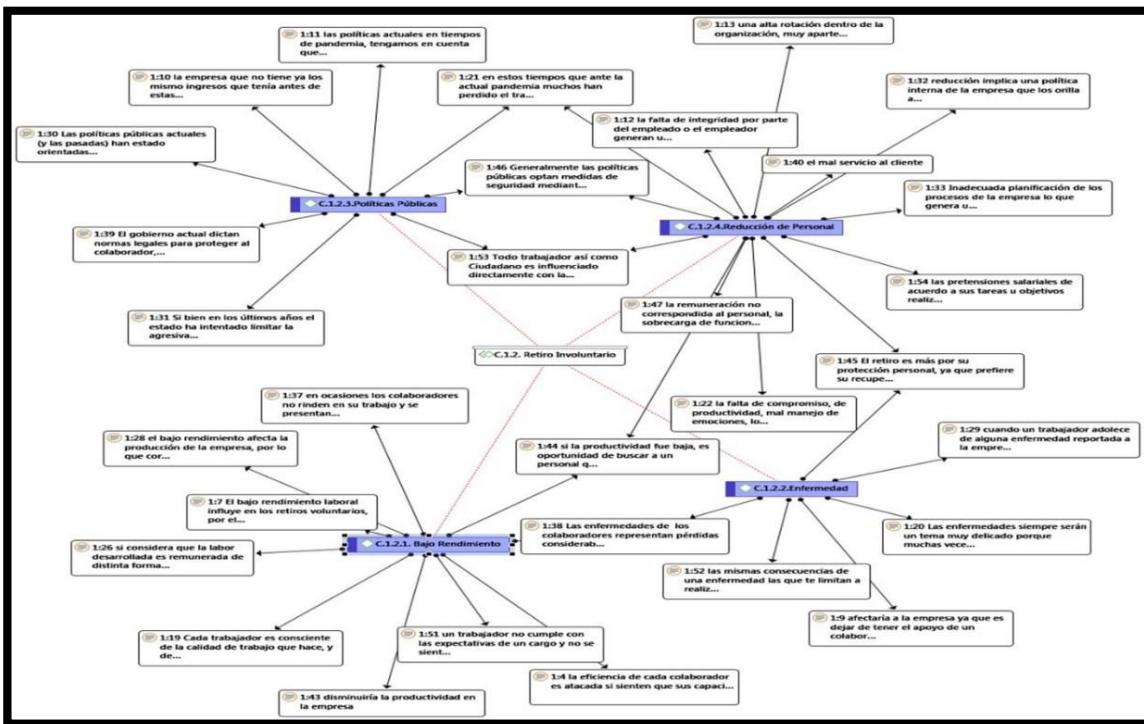 1:11 las políticas actuales en tiempos
de pandemia, tengamos en cuenta
que...
1:13 una alta rotación dentro de la
organización, muy aparte...
1:10 la empresa que no tiene ya los
mismo ingresos que tenía antes de
estas...
1:21 en estos tiempos que ante la
actual pandemia muchos han
perdido el tra...
1:32 reducción implica una política
interna de la empresa que los orilla
a...
1:30 Las políticas públicas actuales
(y las pasadas) han estado
orientadas...
1:12 la falta de integridad por parte
del empleado o el empleador
generan u...
1:46 Generalmente las políticas
públicas optan medidas de
seguridad mediant...
1:40 el mal servicio al cliente
1:33 Inadecuada planificación de los
procesos de la empresa lo que
genera u...
C.1.2.3.Políticas Públicas
C.1.2.4.Reducción de Personal
1:39 El gobierno actual dictan
normas legales para proteger al
colaborador,...
1:53 Todo trabajador así como
Ciudadano es influenciado
directamente con la...
1:54 las pretensiones salariales de
acuerdo a sus tareas u objetivos
realiz...
1:31 Si bien en los últimos años el
estado ha intentado limitar la
agresiva...
1:47 la remuneración no
correspondida al personal, la
sobrecarga de funcion...
C.1.2. Retiro Involuntario
1:45 El retiro es más por su
protección personal, ya que
prefiere su recupe...
1:37 en ocasiones los colaboradores
no rinden en su trabajo y se
presentan...
1:22 la falta de compromiso, de
productividad, mal manejo de
emociones, lo...
1:28 el bajo rendimiento afecta la
producción de la empresa, por lo
que cor...
1:44 si la productividad fue baja, es
oportunidad de buscar a un
personal q...
1:29 cuando un trabajador adolece
de alguna enfermedad reportada a
la empre...
C.1.2.2.Enfermedad
1:7 El bajo rendimiento laboral
influye en los retiros voluntarios,
por el...
1:38 Las enfermedades de los
colaboradores representan pérdidas
considerab...
1:20 Las enfermedades siempre serán
un tema muy delicado porque
muchas vece...
C.1.2.1. Bajo Rendimiento
1:26 si considera que la labor
desarrollada es remunerada de
distinta forma...
1:52 las mismas consecuencias de
una enfermedad las que te limitan a
realiz...
1:9 afectaría a la empresa ya que es
dejar de tener el apoyo de un
colabor...
1:19 Cada trabajador es consciente
de la calidad de trabajo que hace, y
de...
1:51 un trabajador no cumple con
las expectativas de un cargo y no se
sient...
1:4 la eficiencia de cada colaborador
es atacada si sienten que sus capaci...
1:43 disminuiría la productividad en
la empresa